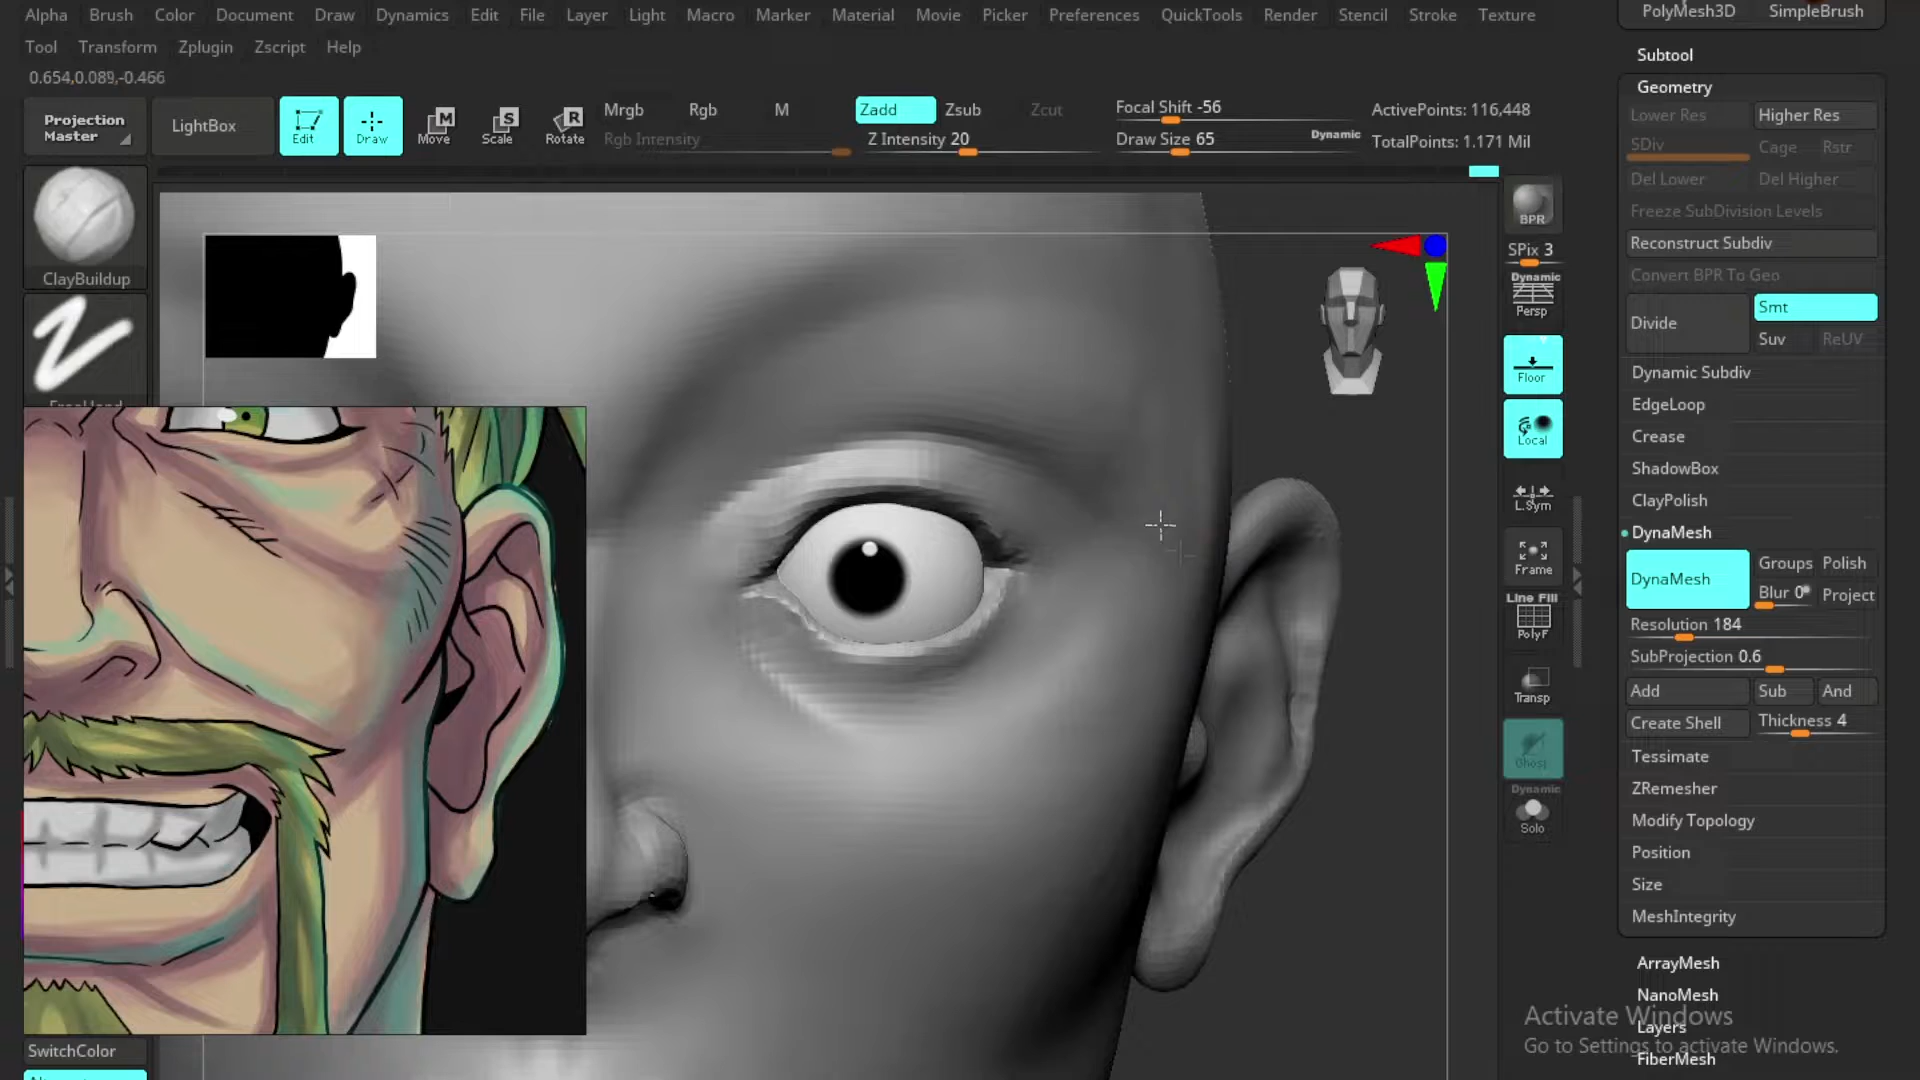 Alpha Brush Color Document Draw Dynamics Edit File Layer Light Macro Marker Material Movie Picker Preferences QuickTools Render Stencil Stroke Texture
Tool Transform Zplugin Zscript Help
0.654,0.089,-0.466
Projection Master
LightBox
Edit
Draw
M
Move
S
Scale
R
Rotate
Mrgb Rgb M
Rgb Intensity
Zadd Zsub Zcut
Z Intensity 20
Focal Shift -56
Draw Size 65
Dynamic
ActivePoints: 116,448
TotalPoints: 1.171 Mil
ClayBuildup
SwitchColor
BPR
SPix 3
Dynamic
Persp
Floor
Local
L.Sym
Frame
Line Fill
PolyF
Transp
Ghost
Dynamic
Solo
PolyMesh3D SimpleBrush
Subtool
Geometry
Lower Res Higher Res
SDiv Cage Rstr
Del Lower Del Higher
Freeze SubDivision Levels
Reconstruct Subdiv
Convert BPR To Geo
Divide Smt
Suv ReUV
Dynamic Subdiv
EdgeLoop
Crease
ShadowBox
ClayPolish
DynaMesh
DynaMesh Groups Polish
Blur 0 Project
Resolution 184
SubProjection 0.6
Add Sub And
Create Shell Thickness 4
Tessimate
ZRemesher
Modify Topology
Position
Size
MeshIntegrity
ArrayMesh
NanoMesh
Layers
FiberMesh
Activate Windows
Go to Settings to activate Windows.